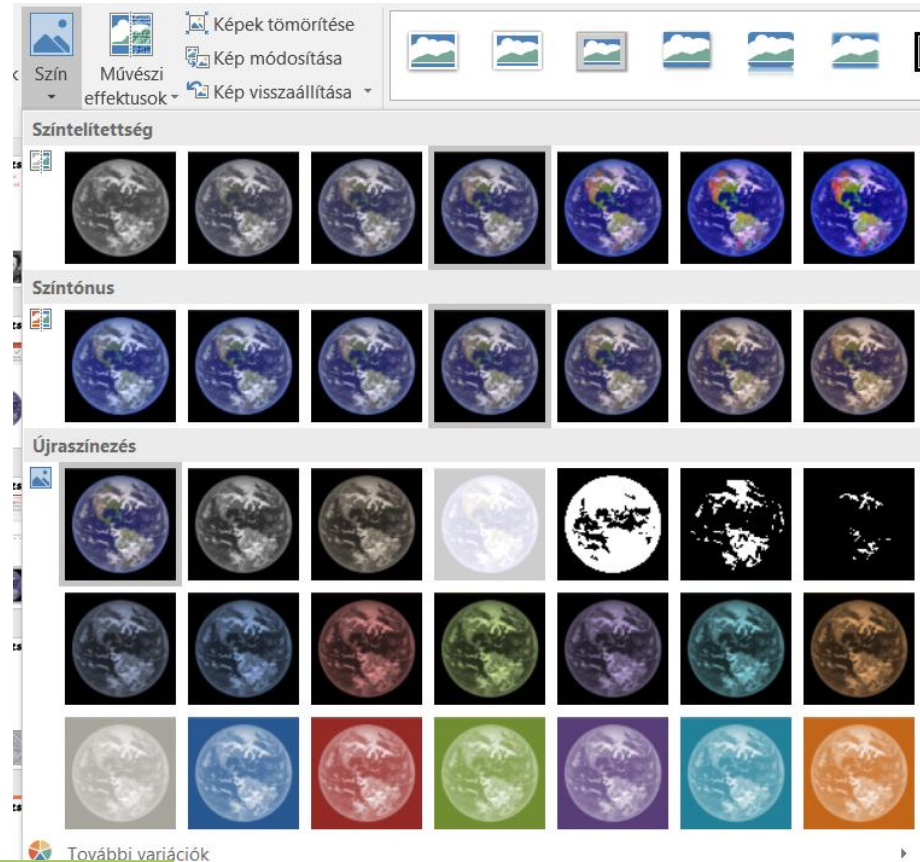 Szín
Művészi
effektusok
Képek tömörítése
Kép módosítása
Kép visszaállítása
Színtelítettség
Színtónus
Újraszínezés
További variációk